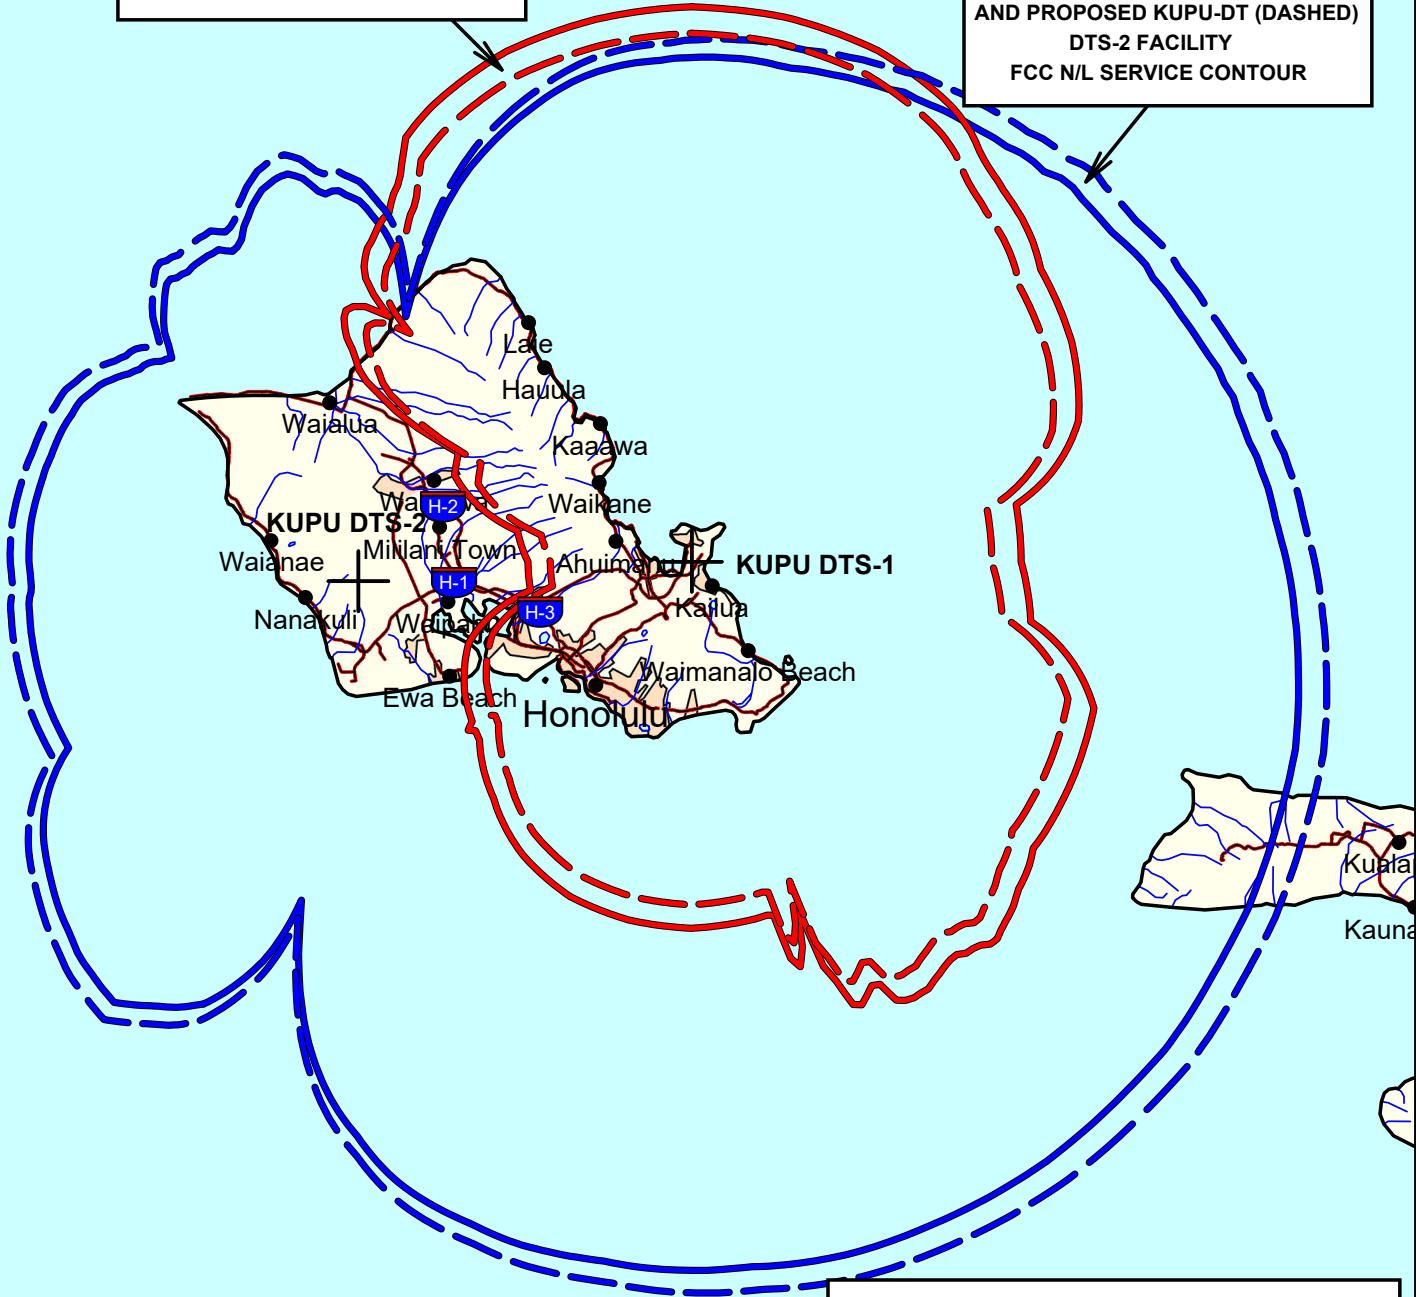 AND PROPOSED KUPU-DT (DASHED)
DTS-2 FACILITY
FCC N/L SERVICE CONTOUR
Laie
Hauula
Waialua
Kaaawa
Waikane
H-2
KUPU DTS-2
Mililani Town
Ahuimanu
KUPU DTS-1
Waianae
H-1
Kailua
Nanakuli
H-3
Waimanalo Beach
Ewa Beach
Honolulu